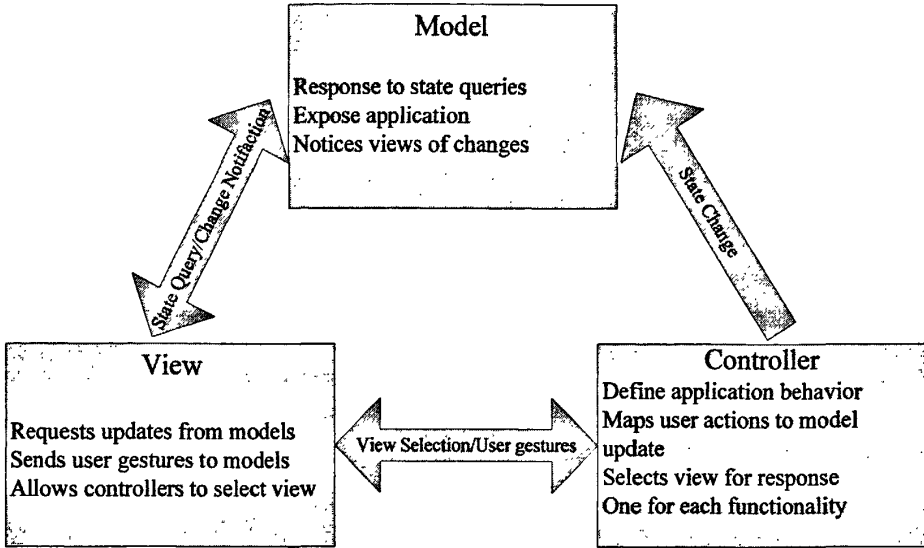 Model
Response to state queries
Expose application
Notices views of changes
State Query/Change Notifaction
State Change
View
Requests updates from models
Sends user gestures to models
Allows controllers to select view
View Selection/User gestures
Controller
Define application behavior
Maps user actions to model
update
Selects view for response
One for each functionality